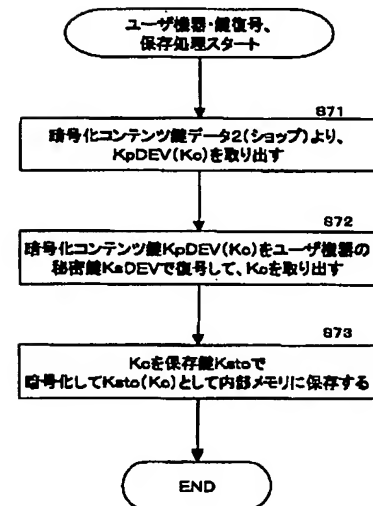 ユーザ機器・鍵復号、
保存処理スタート
S71
暗号化コンテンツ鍵データ2(ショップ)より、
KpDEV(Kc)を取り出す
S72
暗号化コンテンツ鍵KpDEV(Kc)をユーザ機器の
秘密鍵KsDEVで復号して、Kcを取り出す
S73
Kcを保存鍵Kstoで
暗号化してKsto(Kc)として内部メモリに保存する
END